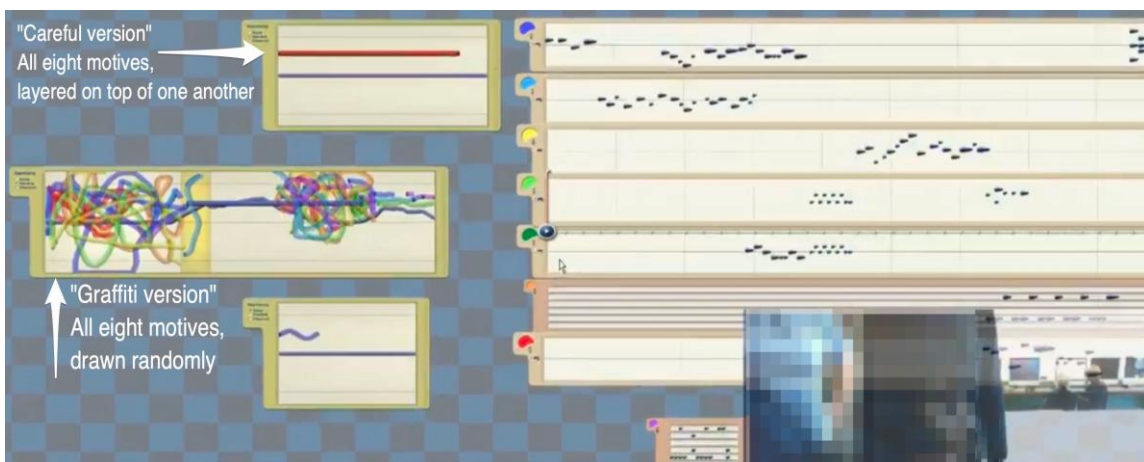 "Careful version"
All eight motives,
layered on top of one another
"Graffiti version"
All eight motives,
drawn randomly